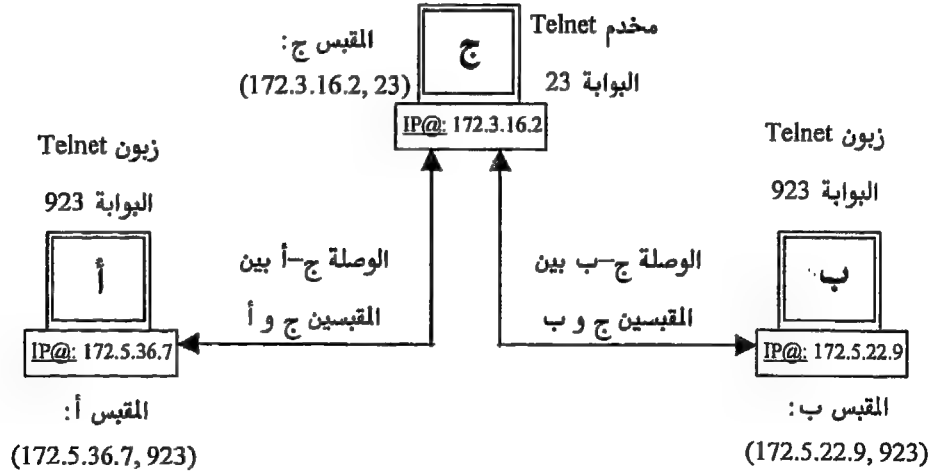 مخدم Telnet
البوابة 23
المقبس ج:
(172.3.16.2, 23)
ج
IP@: 172.3.16.2
زبون Telnet
البوابة 923
ب
IP@: 172.5.22.9
المقبس ب:
(172.5.22.9, 923)
الوصلة ج–ب بين
المقبسين ج و ب
الوصلة ج–أ بين
المقبسين ج و أ
زبون Telnet
البوابة 923
أ
IP@: 172.5.36.7
المقبس أ:
(172.5.36.7, 923)